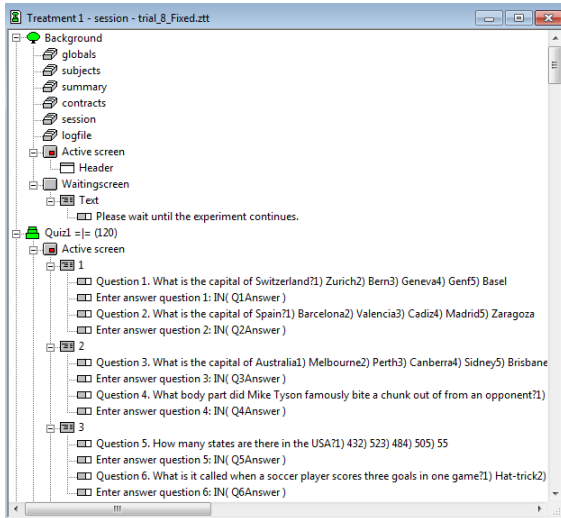 Treatment 1 - session - trial_8_Fixed.ztt
Background
globals
subjects
summary
contracts
session
logfile
Active screen
Header
Waitingscreen
Text
Please wait until the experiment continues.
Quiz1 =|= (120)
Active screen
1
Question 1. What is the capital of Switzerland?1) Zurich2) Bern3) Geneva4) Genf5) Basel
Enter answer question 1: IN( Q1Answer )
Question 2. What is the capital of Spain?1) Barcelona2) Valencia3) Cadiz4) Madrid5) Zaragoza
Enter answer question 2: IN( Q2Answer )
2
Question 3. What is the capital of Australia1) Melbourne2) Perth3) Canberra4) Sidney5) Brisbane
Enter answer question 3: IN( Q3Answer )
Question 4. What body part did Mike Tyson famously bite a chunk out of from an opponent?1)
Enter answer question 4: IN( Q4Answer )
3
Question 5. How many states are there in the USA?1) 432) 523) 484) 505) 55
Enter answer question 5: IN( Q5Answer )
Question 6. What is it called when a soccer player scores three goals in one game?1) Hat-trick2)
Enter answer question 6: IN( Q6Answer )